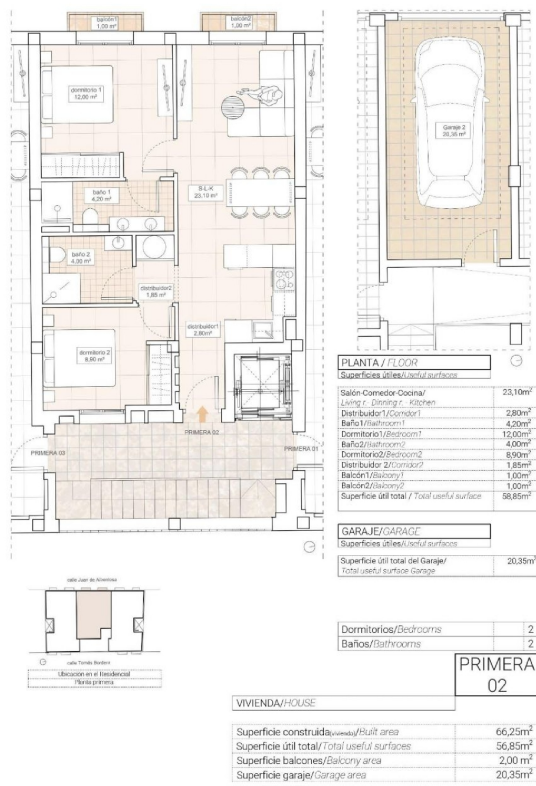 balcón1
1,00 m²
balcón2
1,00 m²
dormitorio 1
12,00 m²
Garaje 2
20,35 m²
baño 1
4,20 m²
S-L-K
23,10 m²
baño 2
4,00 m²
distribuidor2
1,85 m²
distribuidor1
2,80m²
dormitorio 2
8,90 m²
PRIMERA 02
PRIMERA 03
PRIMERA 01
PLANTA / FLOOR
Superficies útiles/Useful surfaces
Salón-Comedor-Cocina/ 23,10m²
Living r. Dinning r. Kitchen
Distribuidor1/Corridor1 2,80m²
Baño1/Bathroom1 4,20m²
Dormitorio1/Bedroom1 12,00m²
Baño2/Bathroom2 4,00m²
Dormitorio2/Bedroom2 8,90m²
Distribuidor 2/Corridor2 1,85m²
Balcón1/Balcony1 1,00m²
Balcón2/Balcony2 1,00m²
Superficie útil total / Total useful surface 58,85m²
GARAJE/GARAGE
Superficies útiles/Useful surfaces
Superficie útil total del Garaje/ 20,35m²
Total useful surface Garage
calle Juan de
calle Tomás
Ubicación en el Residencial
Planta primera
Dormitorios/Bedrooms 2
Baños/Bathrooms 2
PRIMERA
02
VIVIENDA/HOUSE
Superficie construida(vivienda)/Built area 66,25m²
Superficie útil total/Total useful surfaces 56,85m²
Superficie balcones/Balcony area 2,00 m²
Superficie garaje/Garage area 20,35m²